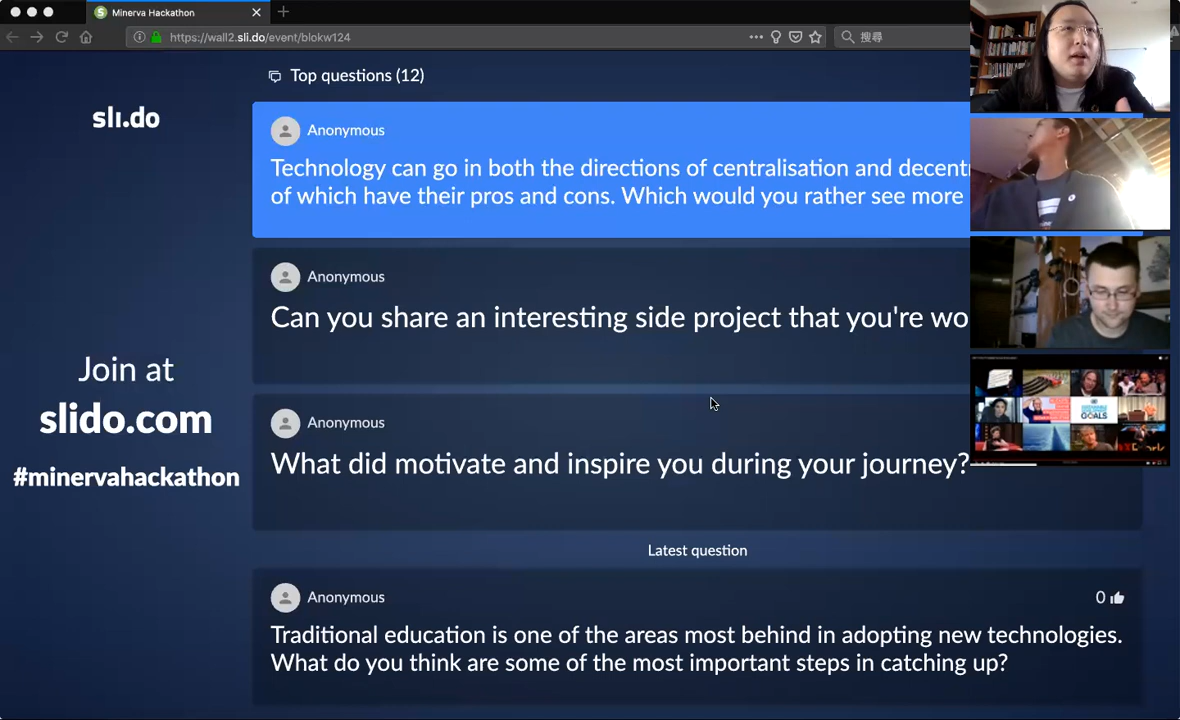 Minerva Hackathon
https://wall2.sli.do/event/blokw124
搜尋
Top questions (12)
sli.do
Anonymous
Technology can go in both the directions of centralisation and decent
of which have their pros and cons. Which would you rather see more
Anonymous
Can you share an interesting side project that you're wo
Join at
slido.com
#minervahackathon
Anonymous
What did motivate and inspire you during your journey?
Latest question
Anonymous
0
Traditional education is one of the areas most behind in adopting new technologies.
What do you think are some of the most important steps in catching up?
GOALS